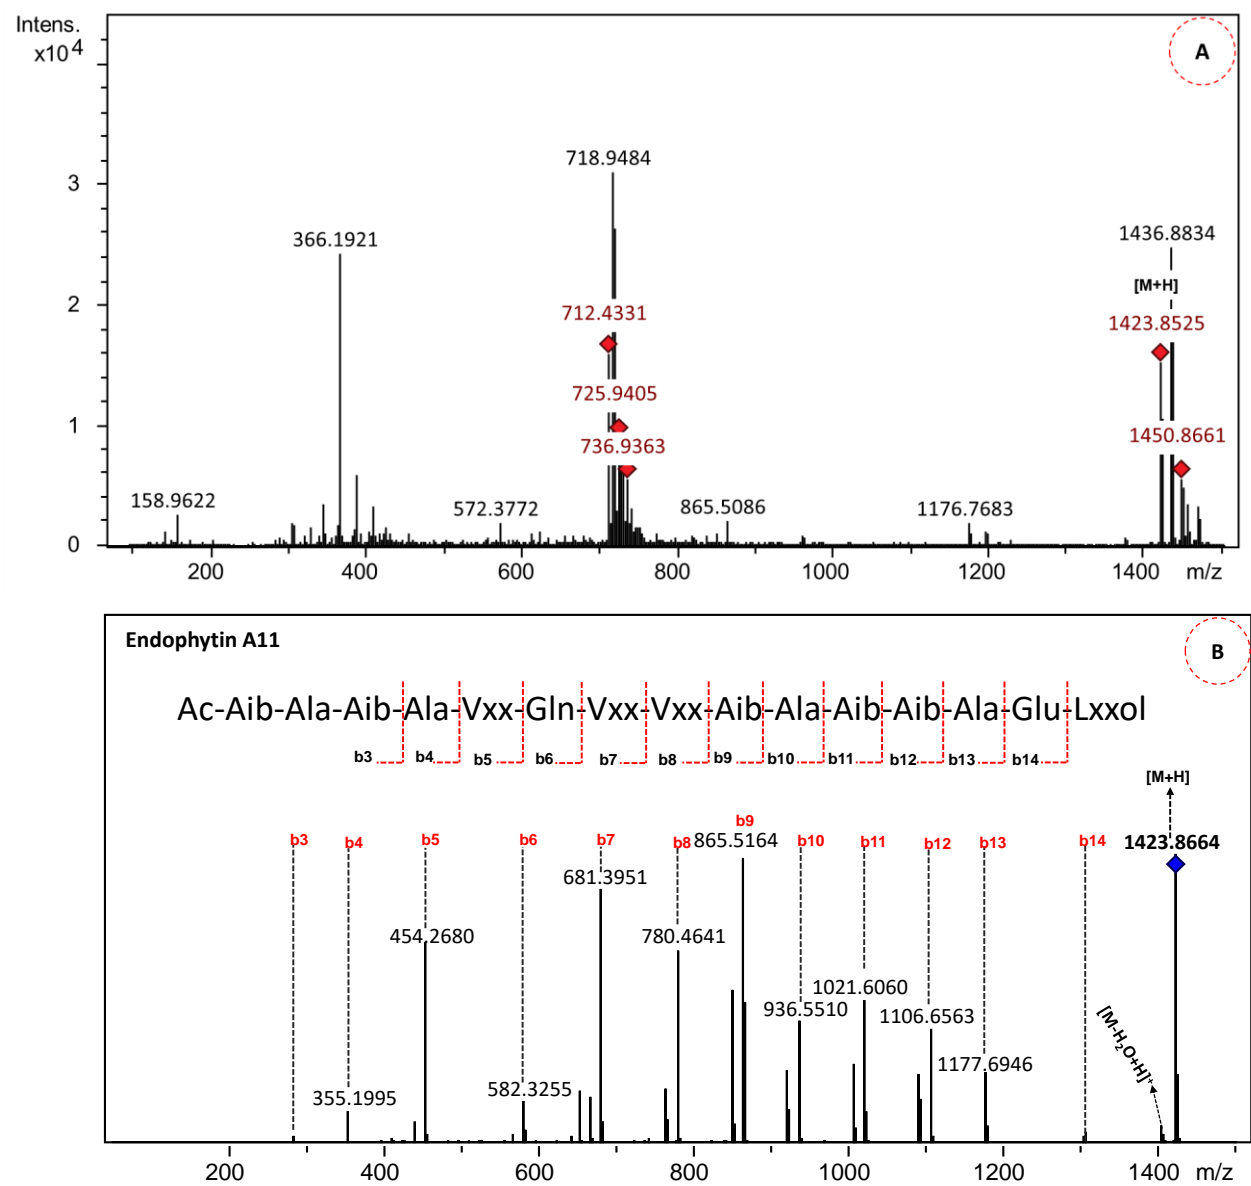 Intens.
x10 4
A
718.9484
1436.8834
366.1921
[M+H]
712.4331
1423.8525
725.9405
736.9363
1450.8661
158.9622
572.3772
865.5086
1176.7683
3
2
1
0
200 400 600 800 1000 1200 1400 m/z
Endophytin A11
B
Ac-Aib-Ala-Aib-Ala-Vxx-Gln-Vxx-Vxx-Aib-Ala-Aib-Aib-Ala-Glu-Lxxol
b3 b4 b5 b6 b7 b8 b9 b10 b11 b12 b13 b14
[M+H]
b3 b4 b5 b6 b7 b8 b9 b10 b11 b12 b13 b14
865.5164
1423.8664
681.3951
454.2680
780.4641
1021.6060
936.5510
1106.6563
1177.6946
355.1995
582.3255
[M-H2O+H]+
200 400 600 800 1000 1200 1400 m/z